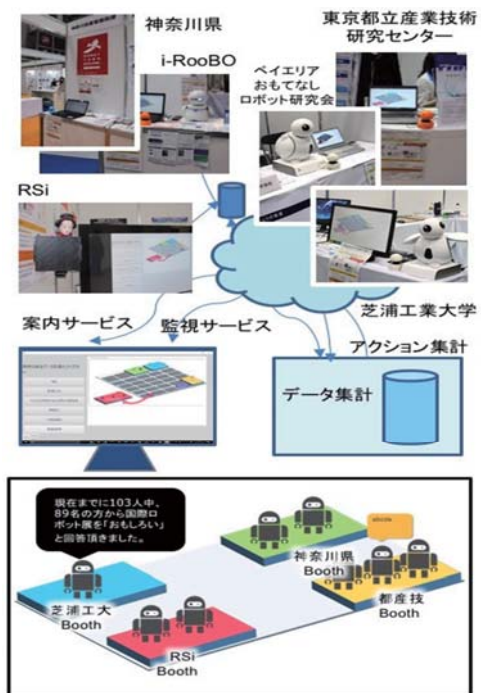 神奈川県
東京都立産業技術
研究センター
i-RooBO
ベイエリア
おもてなし
ロボット研究会
RSi
芝浦工業大学
案内サービス
監視サービス
アクション集計
データ集計
現在までに103人中、
89名の方から国際ロ
ボット展を「おもしろい」
と回答頂きました。
神奈川県
Booth
芝浦工大
Booth
都産技
Booth
RSi
Booth